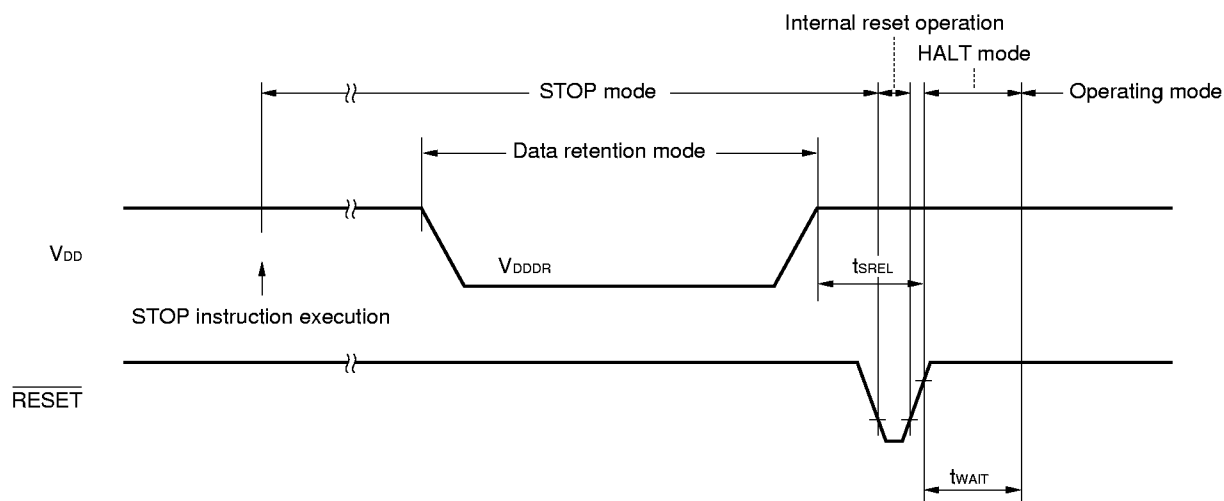 Internal reset operation
HALT mode
STOP mode
Operating mode
Data retention mode
VDD
VDDDR
tSREL
STOP instruction execution
RESET
tWAIT